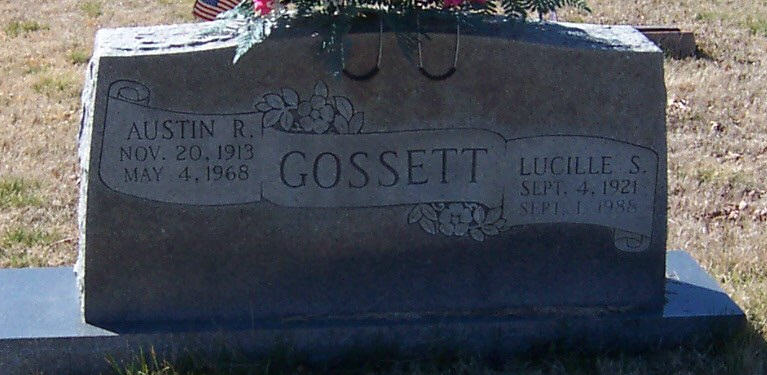 AUSTIN R.
NOV. 20, 1913
MAY 4, 1968
GOSSETT
LUCILLE S.
SEPT. 4, 1921
SEPT. 1 1988